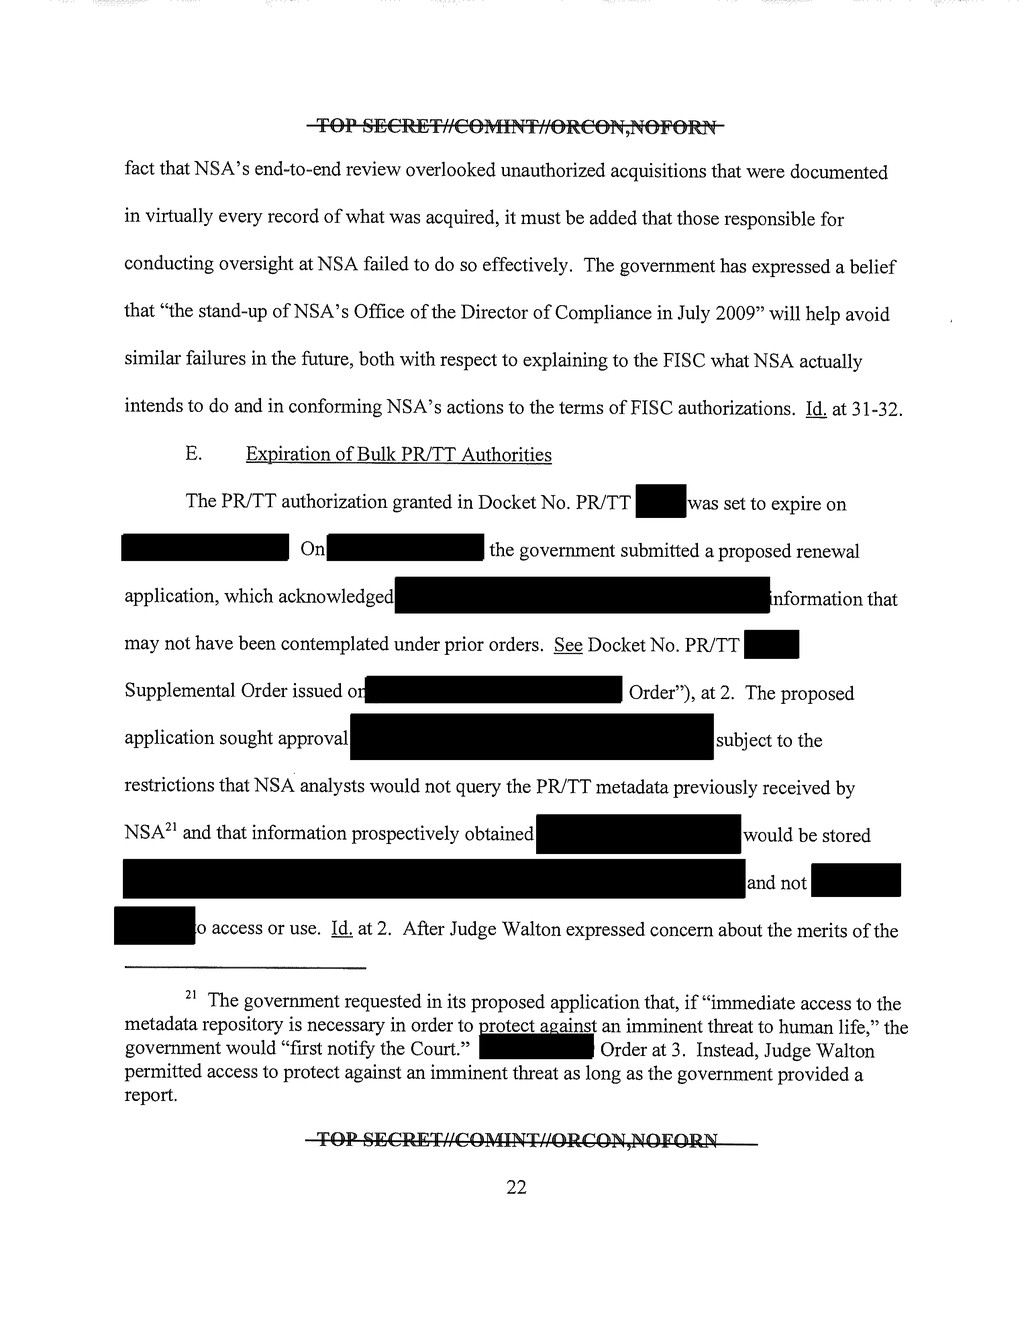 TOP SECRET//COMINT//ORCON,NOFORN
fact that NSA's end-to-end review overlooked unauthorized acquisitions that were documented
in virtually every record of what was acquired, it must be added that those responsible for
conducting oversight at NSA failed to do so effectively. The government has expressed a belief
that "the stand-up of NSA's Office of the Director of Compliance in July 2009" will help avoid
similar failures in the future, both with respect to explaining to the FISC what NSA actually
intends to do and in conforming NSA's actions to the terms of FISC authorizations. Id. at 31-32.
E. Expiration of Bulk PR/TT Authorities
The PR/TT authorization granted in Docket No. PR/TT was set to expire on
On the government submitted a proposed renewal
application, which acknowledged information that
may not have been contemplated under prior orders. See Docket No. PR/TT
Supplemental Order issued on Order"), at 2. The proposed
application sought approval subject to the
restrictions that NSA analysts would not query the PR/TT metadata previously received by
NSA21 and that information prospectively obtained would be stored
and not
to access or use. Id. at 2. After Judge Walton expressed concern about the merits of the
21 The government requested in its proposed application that, if "immediate access to the
metadata repository is necessary in order to protect against an imminent threat to human life," the
government would "first notify the Court." Order at 3. Instead, Judge Walton
permitted access to protect against an imminent threat as long as the government provided a
report.
TOP SECRET//COMINT//ORCON,NOFORN
22